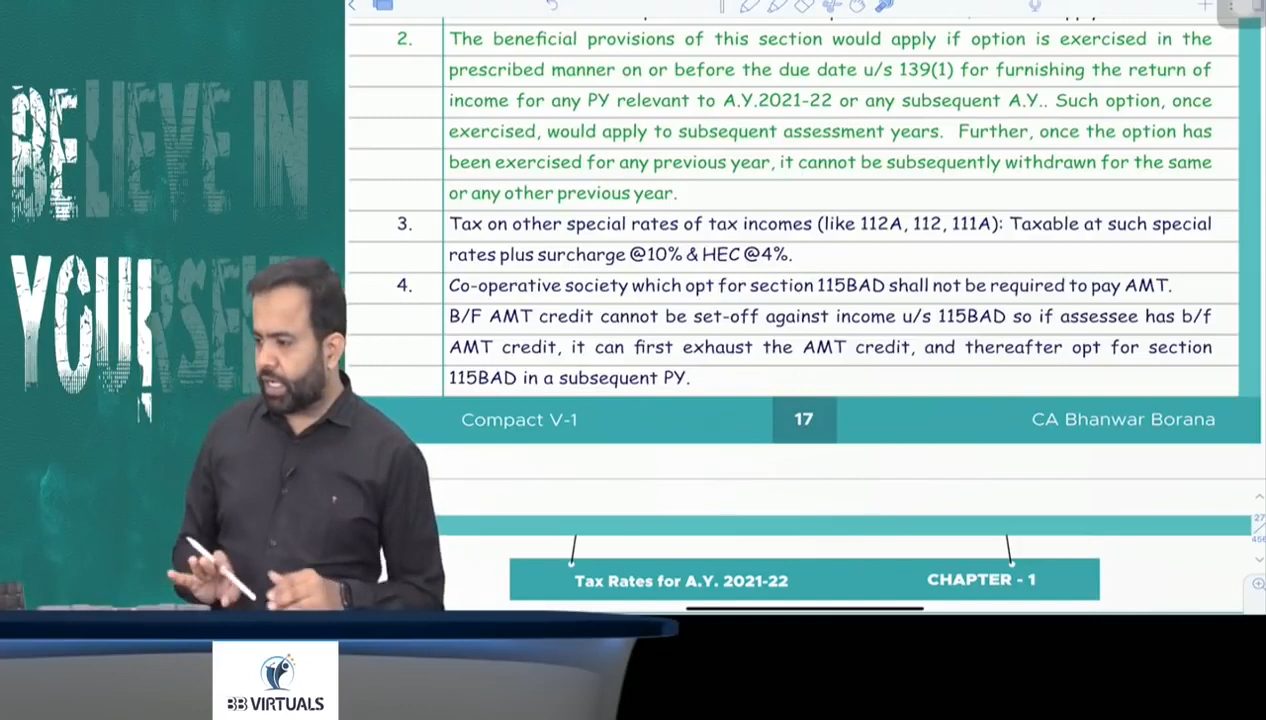 BELIEVE IN
YOURSELF
2. The beneficial provisions of this section would apply if option is exercised in the
prescribed manner on or before the due date u/s 139(1) for furnishing the return of
income for any PY relevant to A.Y.2021-22 or any subsequent A.Y.. Such option, once
exercised, would apply to subsequent assessment years. Further, once the option has
been exercised for any previous year, it cannot be subsequently withdrawn for the same
or any other previous year.
3. Tax on other special rates of tax incomes (like 112A, 112, 111A): Taxable at such special
rates plus surcharge @10% & HEC @4%.
4. Co-operative society which opt for section 115BAD shall not be required to pay AMT.
B/F AMT credit cannot be set-off against income u/s 115BAD so if assessee has b/f
AMT credit, it can first exhaust the AMT credit, and thereafter opt for section
115BAD in a subsequent PY.
Compact V-1 17 CA Bhanwar Borana
27
456
Tax Rates for A.Y. 2021-22 CHAPTER - 1
BB VIRTUALS